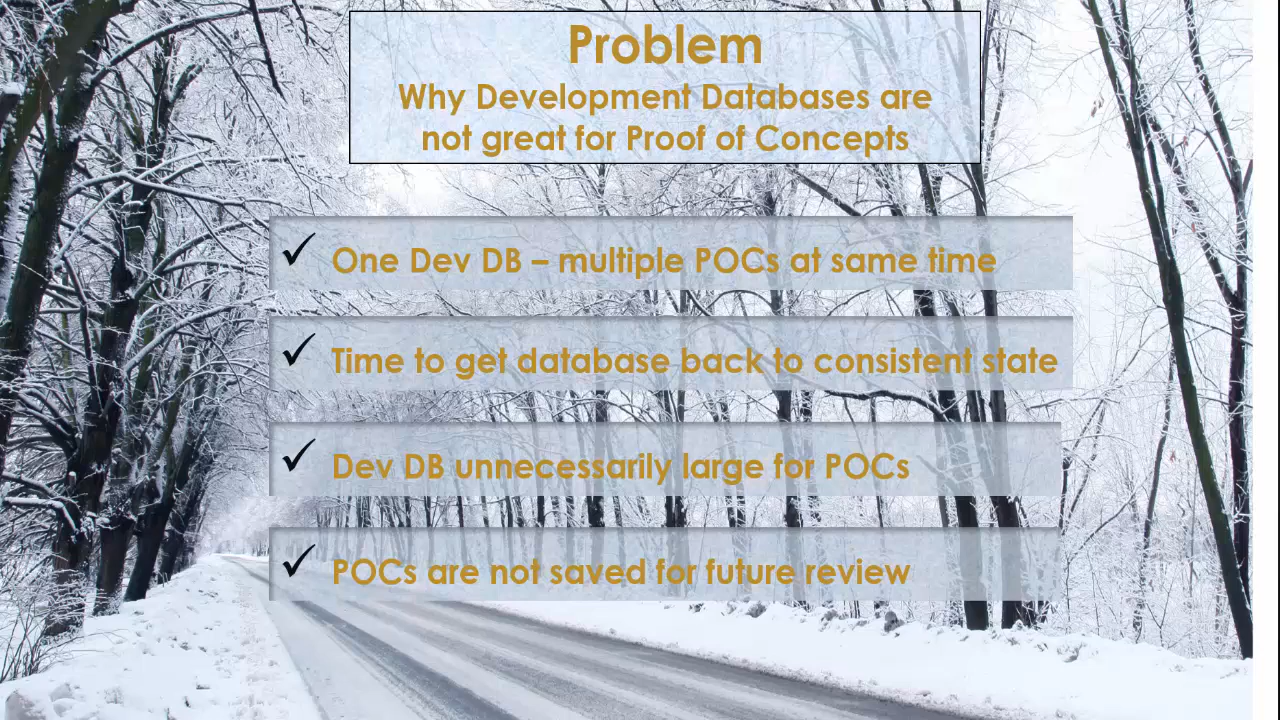 Problem
Why Development Databases are
not great for Proof of Concepts
✓ One Dev DB – multiple POCs at same time
✓ Time to get database back to consistent state
✓ Dev DB unnecessarily large for POCs
✓ POCs are not saved for future review